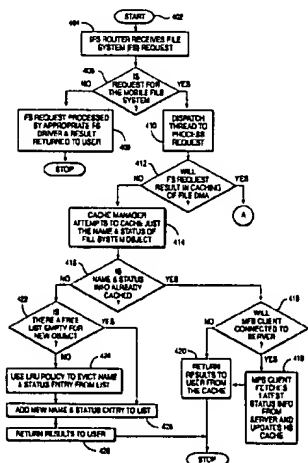 START
402
404
IFS ROUTER RECEIVES FILE
SYSTEM (FS) REQUEST
406
IS
REQUEST FOR
THE MOBILE FILE
SYSTEM?
NO
YES
FS REQUEST PROCESSED
BY APPROPRIATE FS
DRIVER & RESULT
RETURNED TO USER
408
STOP
410
DISPATCH
THREAD TO
PROCESS
REQUEST
412
WILL
FS REQUEST
RESULT IN CACHING
OF FILE DATA
YES
A
NO
CACHE MANAGER
ATTEMPTS TO CACHE JUST
THE NAME & STATUS OF
FILL SYSTEM OBJECT
414
416
IS
NAME & STATUS
INFO ALREADY
CACHED
NO
YES
422
IS
THERE A FREE
LIST EMPTY FOR
NEW OBJECT
?
YES
NO
424
USE LRU POLICY TO EVICT NAME
& STATUS ENTRY FROM LIST
ADD NEW NAME & STATUS ENTRY TO LIST
426
RETURN RESULTS TO USER
428
418
WILL
MFS CLIENT
CONNECTED TO
SERVER
?
NO
YES
420
RETURN
RESULTS TO
USER FROM
THE CACHE
419
MFS CLIENT
FETCHES
LATEST
STATUS INFO
FROM
SERVER AND
UPDATES ITS
CACHE
STOP